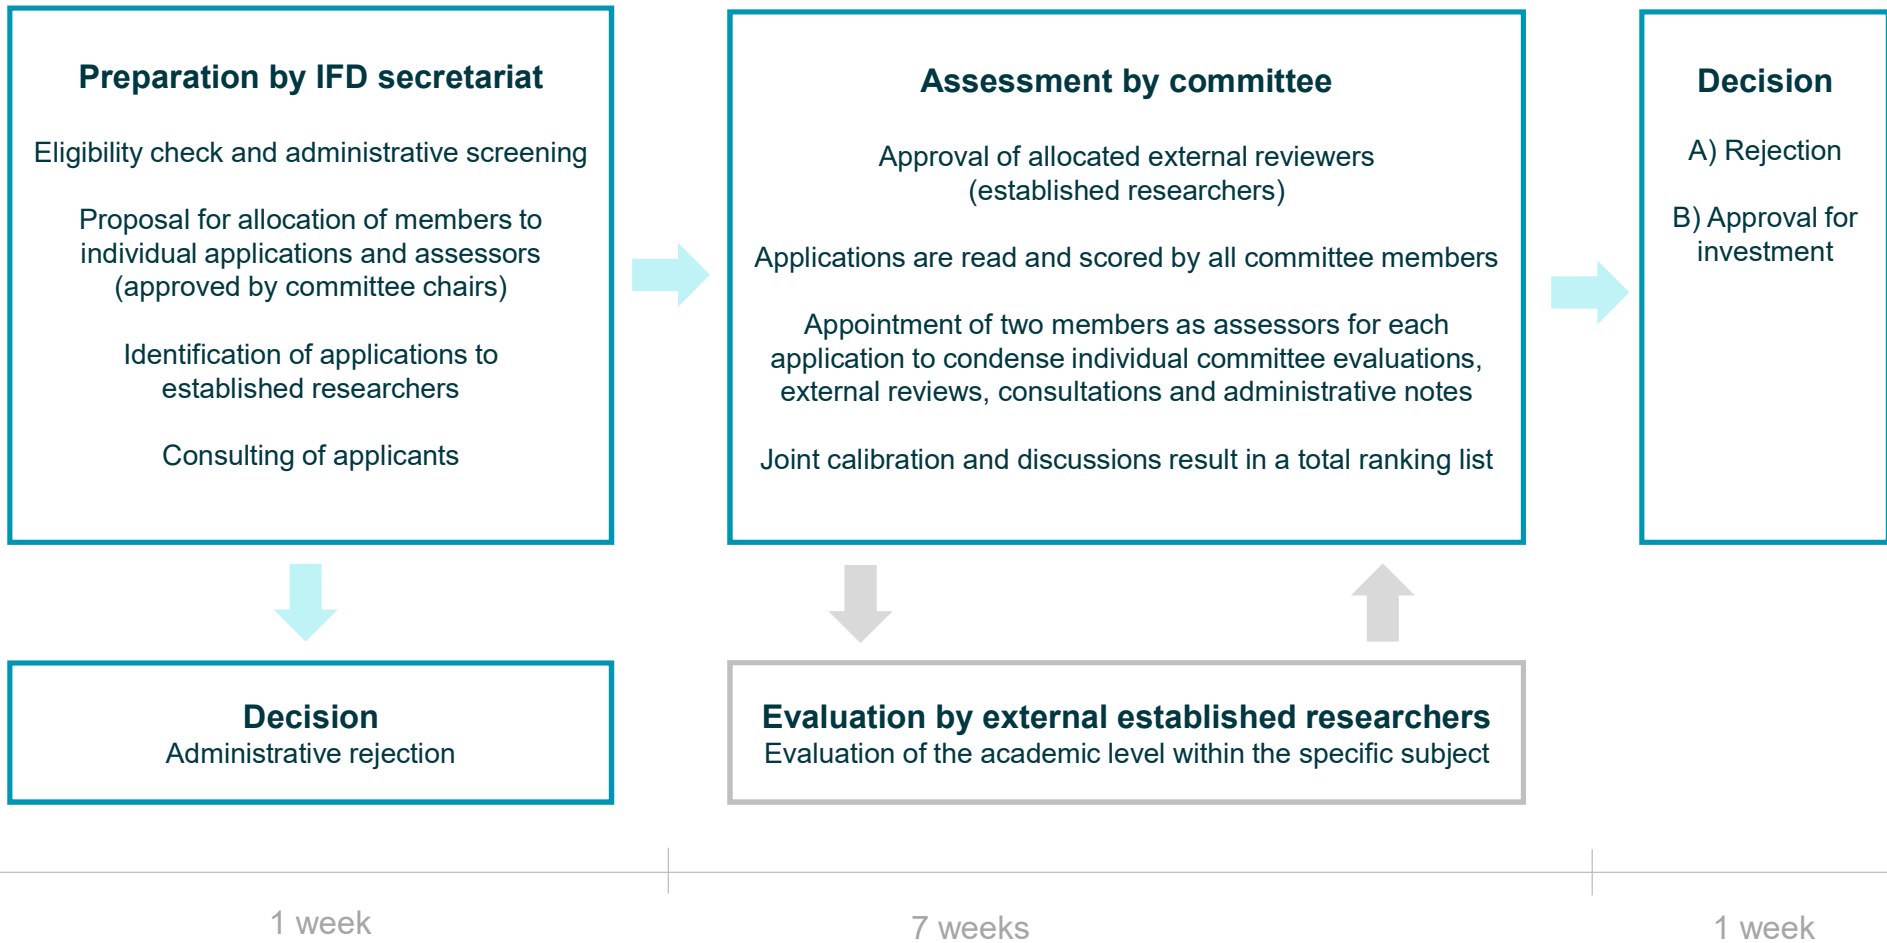 Preparation by IFD secretariat
Eligibility check and administrative screening
Proposal for allocation of members to
individual applications and assessors
(approved by committee chairs)
Identification of applications to
established researchers
Consulting of applicants
Assessment by committee
Approval of allocated external reviewers
(established researchers)
Applications are read and scored by all committee members
Appointment of two members as assessors for each
application to condense individual committee evaluations,
external reviews, consultations and administrative notes
Joint calibration and discussions result in a total ranking list
Decision
A) Rejection
B) Approval for
investment
Decision
Administrative rejection
Evaluation by external established researchers
Evaluation of the academic level within the specific subject
1 week
7 weeks
1 week